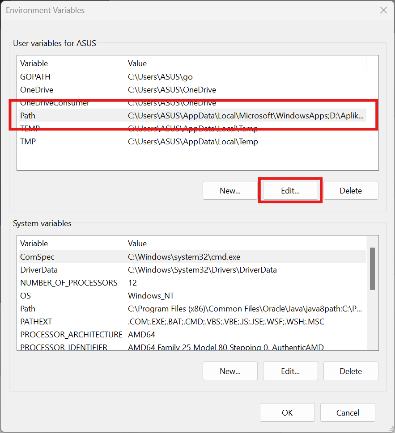 Environment Variables
User variables for ASUS
Variable Value
GOPATH C:\Users\ASUS\go
OneDrive C:\Users\ASUS\OneDrive
OneDriveConsumer C:\Users\ASUS\OneDrive
Path C:\Users\ASUS\AppData\Local\Microsoft\WindowsApps;D:\Aplik...
TEMP C:\Users\ASUS\AppData\Local\Temp
TMP C:\Users\ASUS\AppData\Local\Temp
New... Edit... Delete
System variables
Variable Value
ComSpec C:\Windows\system32\cmd.exe
DriverData C:\Windows\System32\Drivers\DriverData
NUMBER_OF_PROCESSORS 12
OS Windows_NT
Path C:\Program Files (x86)\Common Files\Oracle\Java\java8path;C:\P...
PATHEXT .COM;.EXE;.BAT;.CMD;.VBS;.VBE;.JS;.JSE;.WSF;.WSH;.MSC
PROCESSOR_ARCHITECTURE AMD64
PROCESSOR_IDENTIFIER AMD64 Family 25 Model 80 Stepping 0, AuthenticAMD
New... Edit... Delete
OK Cancel